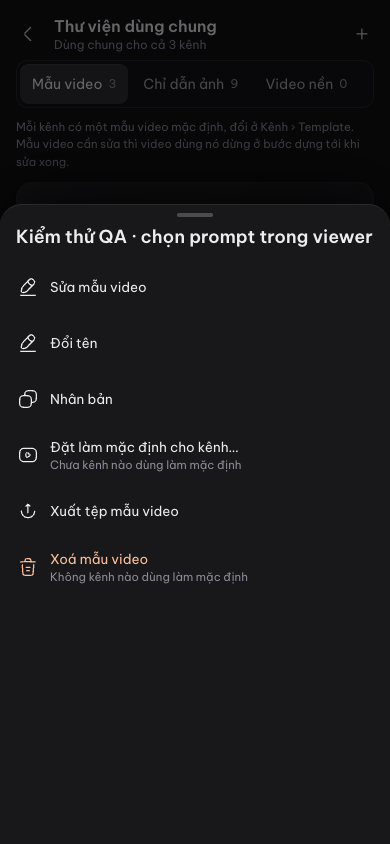 Thư viện dùng chung
Dùng chung cho cả 3 kênh
Mẫu video 3 Chỉ dẫn ảnh 9 Video nền 0
Mỗi kênh có một mẫu video mặc định, đổi ở Kênh › Template.
Mẫu video cần sửa thì video dùng nó dừng ở bước dựng tới khi
sửa xong.
Kiểm thử QA · chọn prompt trong viewer
Sửa mẫu video
Đổi tên
Nhân bản
Đặt làm mặc định cho kênh...
Chưa kênh nào dùng làm mặc định
Xuất tệp mẫu video
Xoá mẫu video
Không kênh nào dùng làm mặc định